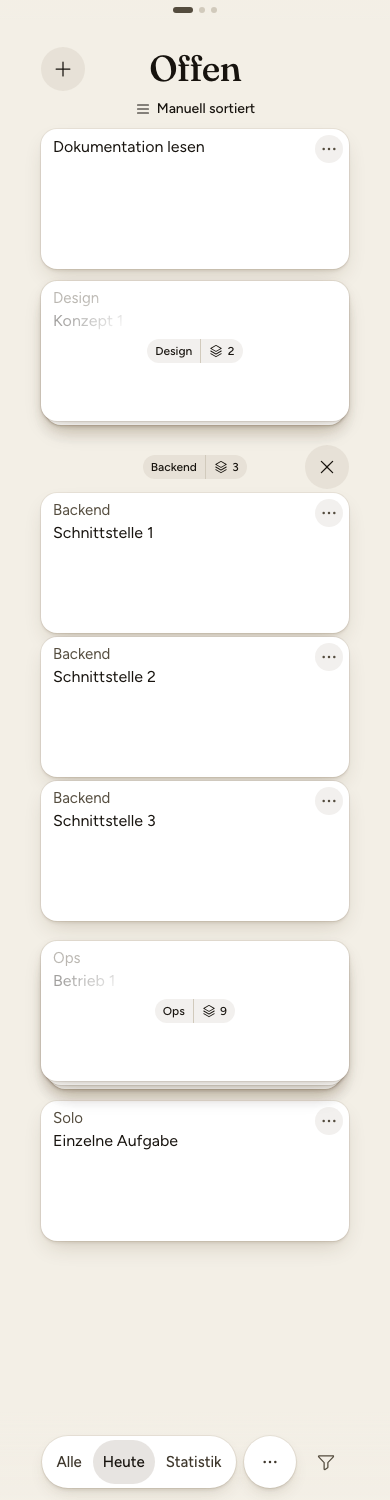 Offen
Manuell sortiert
Dokumentation lesen
Design
Konzept 1
Design 2
Backend 3
Backend
Schnittstelle 1
Backend
Schnittstelle 2
Backend
Schnittstelle 3
Ops
Betrieb 1
Ops 9
Solo
Einzelne Aufgabe
Alle Heute Statistik